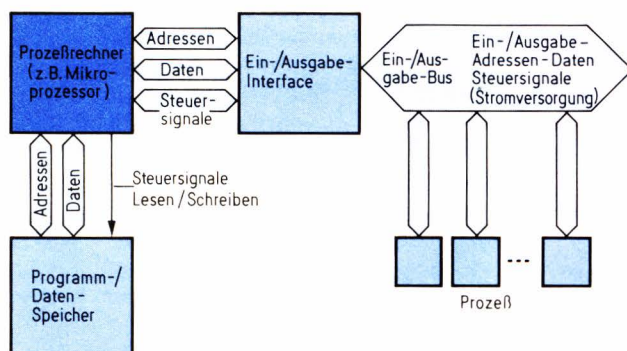 Prozeßrechner
(z.B. Mikro-
prozessor)
Adressen
Daten
Steuer-
signale
Ein-/Ausgabe-
Interface
Ein-/Aus-
gabe-Bus
Ein-/Ausgabe-
Adressen-Daten
Steuersignale
(Stromversorgung)
Adressen
Daten
Steuersignale
Lesen/Schreiben
Programm-/
Daten-
Speicher
Prozeß